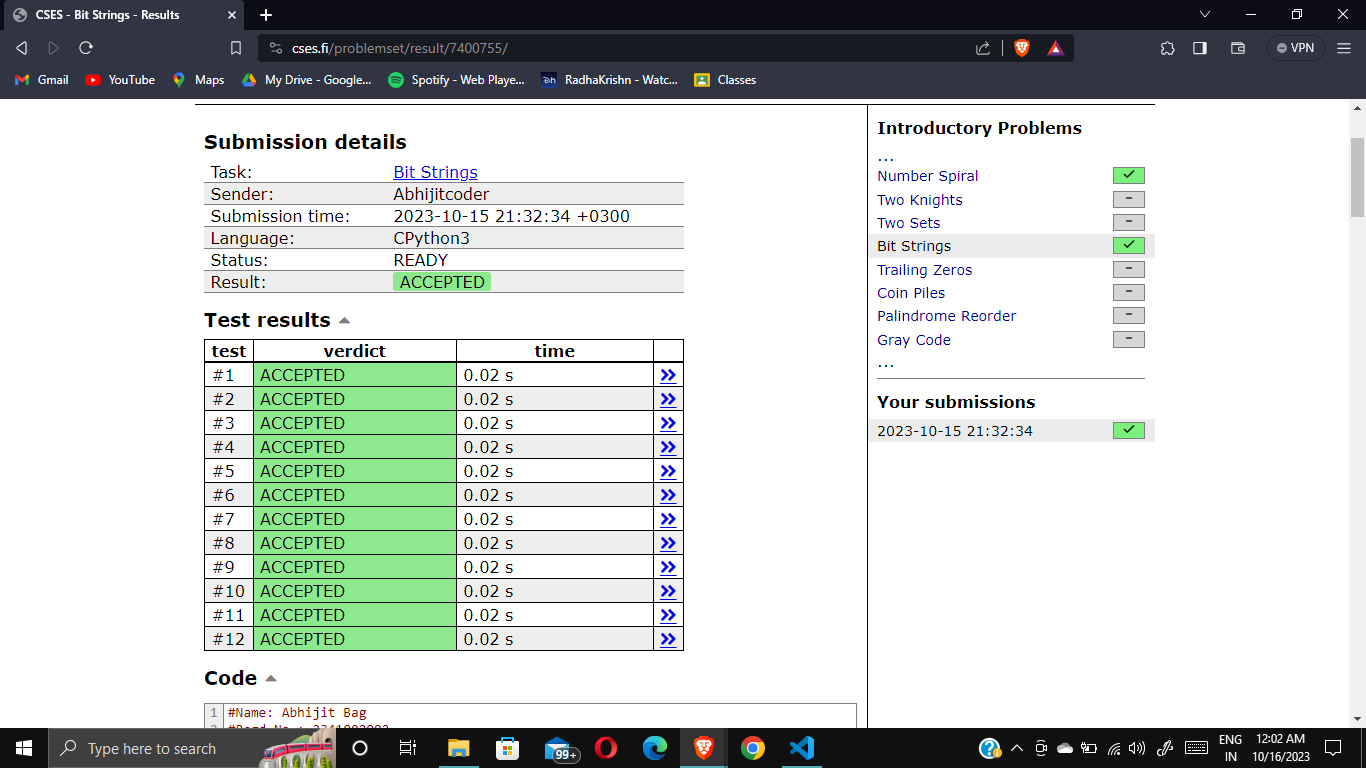 CSES - Bit Strings - Results
cses.fi/problemset/result/7400755/
VPN
Gmail YouTube Maps My Drive - Google... Spotify - Web Playe... RadhaKrishn - Watc... Classes
Submission details
Task: Bit Strings
Sender: Abhijitcoder
Submission time: 2023-10-15 21:32:34 +0300
Language: CPython3
Status: READY
Result: ACCEPTED
Test results
test verdict time
#1 ACCEPTED 0.02 s
#2 ACCEPTED 0.02 s
#3 ACCEPTED 0.02 s
#4 ACCEPTED 0.02 s
#5 ACCEPTED 0.02 s
#6 ACCEPTED 0.02 s
#7 ACCEPTED 0.02 s
#8 ACCEPTED 0.02 s
#9 ACCEPTED 0.02 s
#10 ACCEPTED 0.02 s
#11 ACCEPTED 0.02 s
#12 ACCEPTED 0.02 s
Code
1 #Name: Abhijit Bag
Introductory Problems
...
Number Spiral
Two Knights
Two Sets
Bit Strings
Trailing Zeros
Coin Piles
Palindrome Reorder
Gray Code
...
Your submissions
2023-10-15 21:32:34
Type here to search
99+
ENG
IN
12:02 AM
10/16/2023